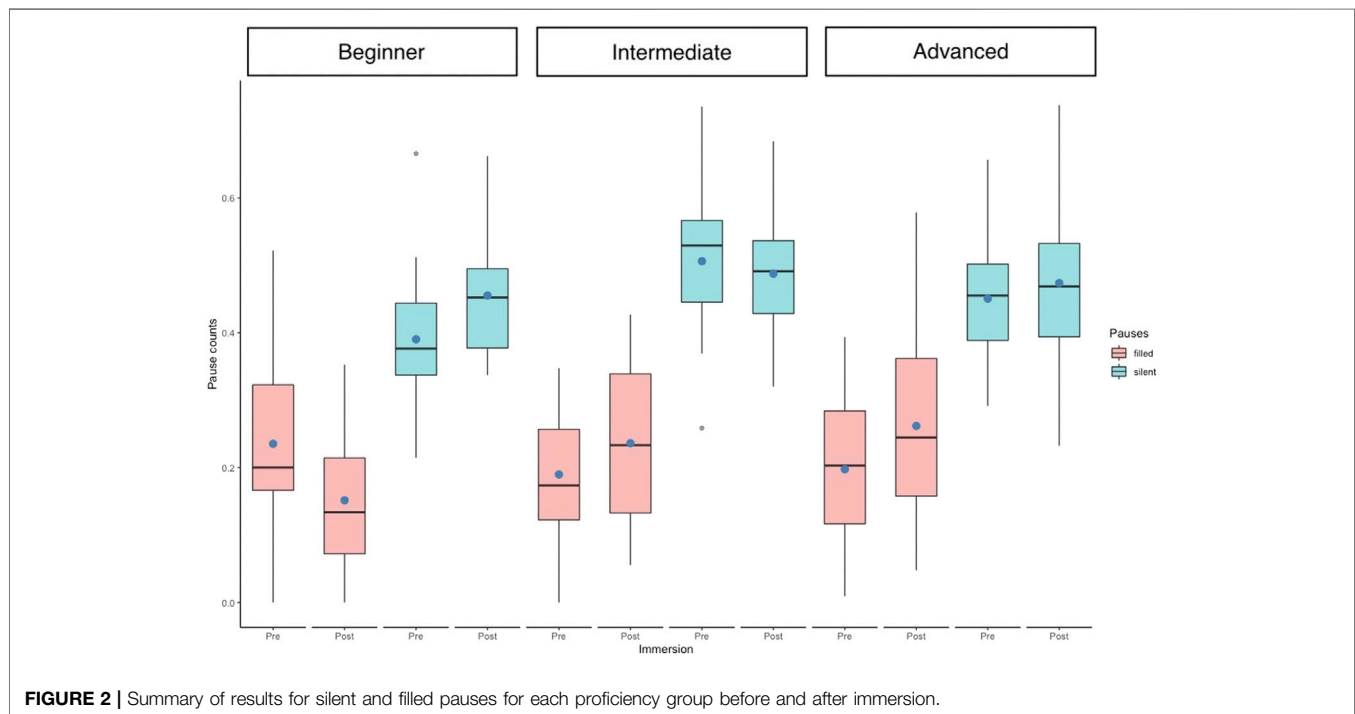 Beginner
Intermediate
Advanced
0.6
0.4
0.2
0.0
Pause counts
Pre
Post
Pre
Post
Pre
Post
Pre
Post
Pre
Post
Pre
Post
Immersion
Pauses
filled
silent
FIGURE 2 | Summary of results for silent and filled pauses for each proficiency group before and after immersion.